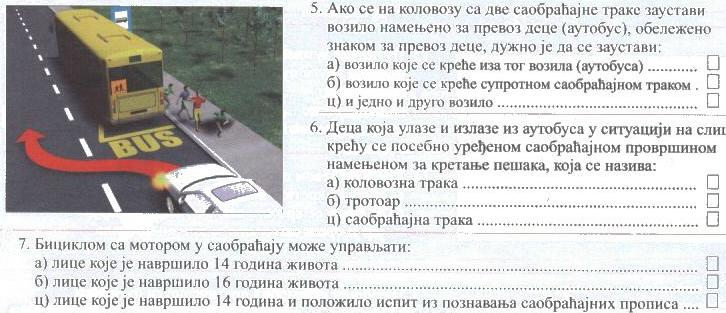 BUS
5. Ако се на коловозу са две саобраћајне траке заустави
возило намењено за превоз деце (аутобус), обележено
знаком за превоз деце, дужно је да се заустави:
а) возило које се креће иза тог возила (аутобуса) ............
б) возило које се креће супротном саобраћајном траком .
ц) и једно и друго возило ..................................................
6. Деца која улазе и излазе из аутобуса у ситуацији на сли
крећу се посебно уређеном саобраћајном провршином
намењеном за кретање пешака, која се назива:
а) коловозна трака ..........................................................
б) тротоар ........................................................................
ц) саобраћајна трака .......................................................
7. Бициклом са мотором у саобраћају може управљати:
а) лице које је навршило 14 година живота ..........................................................................
б) лице које је навршило 16 година живота ..........................................................................
ц) лице које је навршило 14 година и положило испит из познавања саобраћајних прописа ....